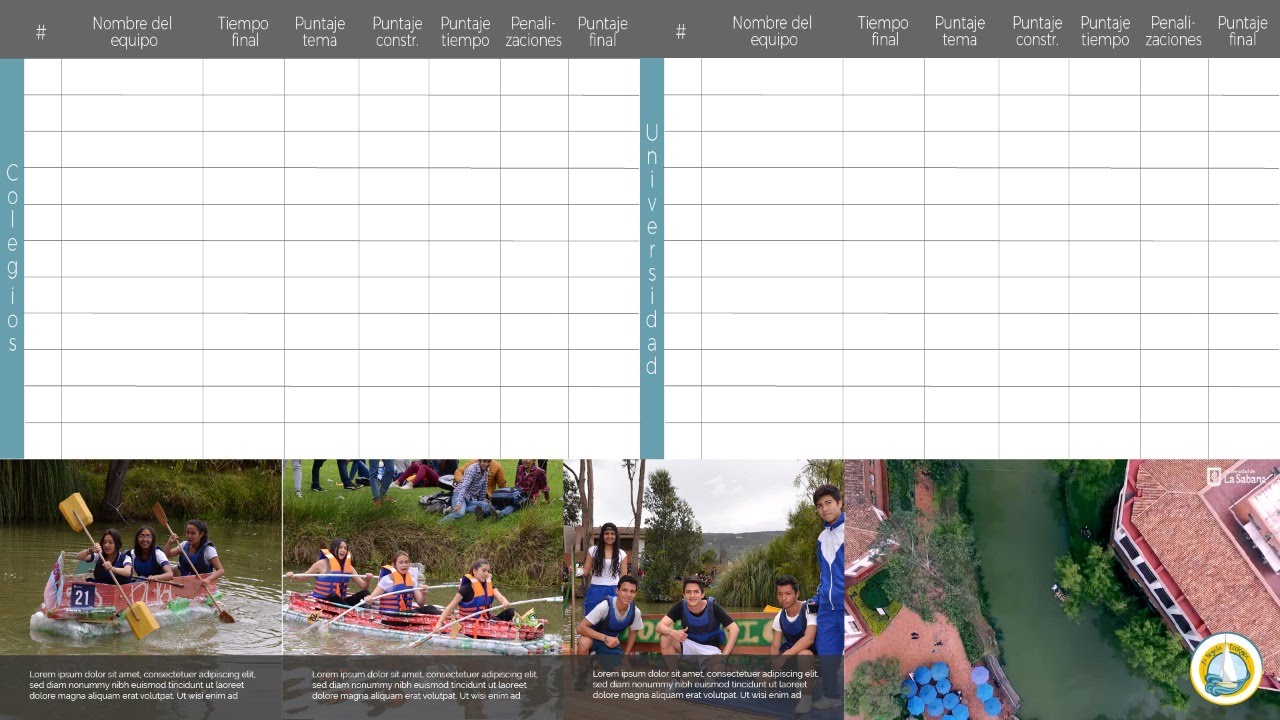 #
Nombre del
equipo
Tiempo
final
Puntaje
tema
Puntaje
constr.
Puntaje
tiempo
Penali-
zaciones
Puntaje
final
#
Nombre del
equipo
Tiempo
final
Puntaje
tema
Puntaje
constr.
Puntaje
tiempo
Penali-
zaciones
Puntaje
final
Colegios
Universidad
21
La Sabana
Lorem ipsum dolor sit amet, consectetuer adipiscing elit,
sed diam nonummy nibh euismod tincidunt ut laoreet
dolore magna aliquam erat volutpat. Ut wisi enim ad
Lorem ipsum dolor sit amet, consectetuer adipiscing elit,
sed diam nonummy nibh euismod tincidunt ut laoreet
dolore magna aliquam erat volutpat. Ut wisi enim ad
Lorem ipsum dolor sit amet, consectetuer adipiscing elit,
sed diam nonummy nibh euismod tincidunt ut laoreet
dolore magna aliquam erat volutpat. Ut wisi enim ad